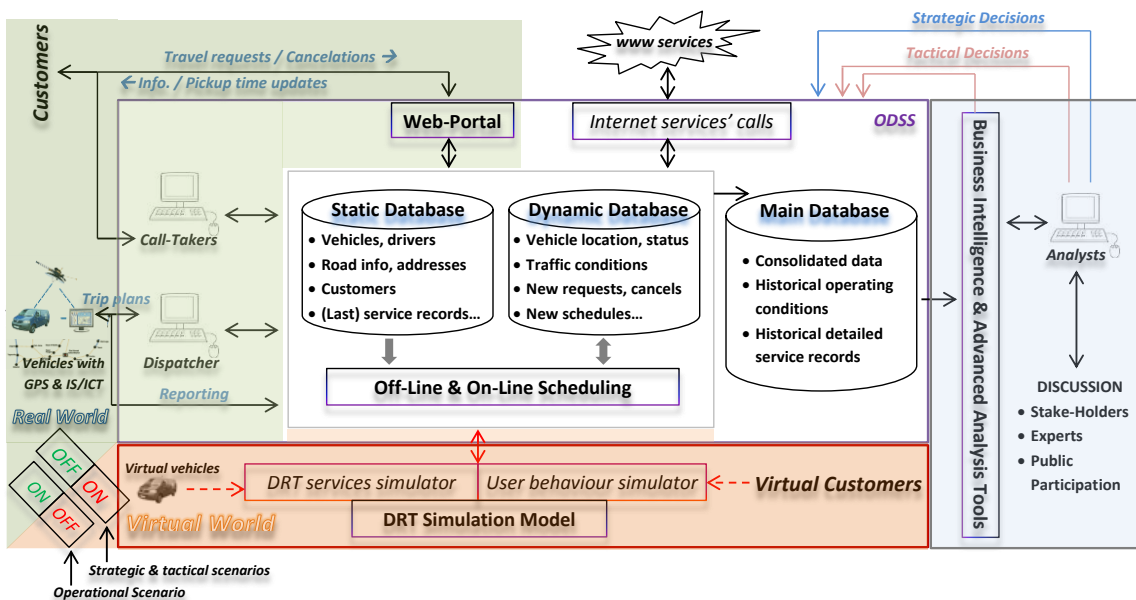 Strategic Decisions
Tactical Decisions
www services
Customers
Travel requests / Cancelations →
← Info. / Pickup time updates
Web-Portal
Internet services' calls
ODSS
Call-Takers
Static Database
• Vehicles, drivers
• Road info, addresses
• Customers
• (Last) service records…
Dynamic Database
• Vehicle location, status
• Traffic conditions
• New requests, cancels
• New schedules…
Main Database
• Consolidated data
• Historical operating
conditions
• Historical detailed
service records
Business Intelligence & Advanced Analysis Tools
Analysts
Trip plans
Dispatcher
Vehicles with
GPS & IS/ICT
Reporting
Off-Line & On-Line Scheduling
Real World
DISCUSSION
• Stake-Holders
• Experts
• Public
Participation
OFF
ON
ON
OFF
Virtual vehicles
DRT services simulator
User behaviour simulator
Virtual Customers
Virtual World
DRT Simulation Model
Strategic & tactical scenarios
Operational Scenario